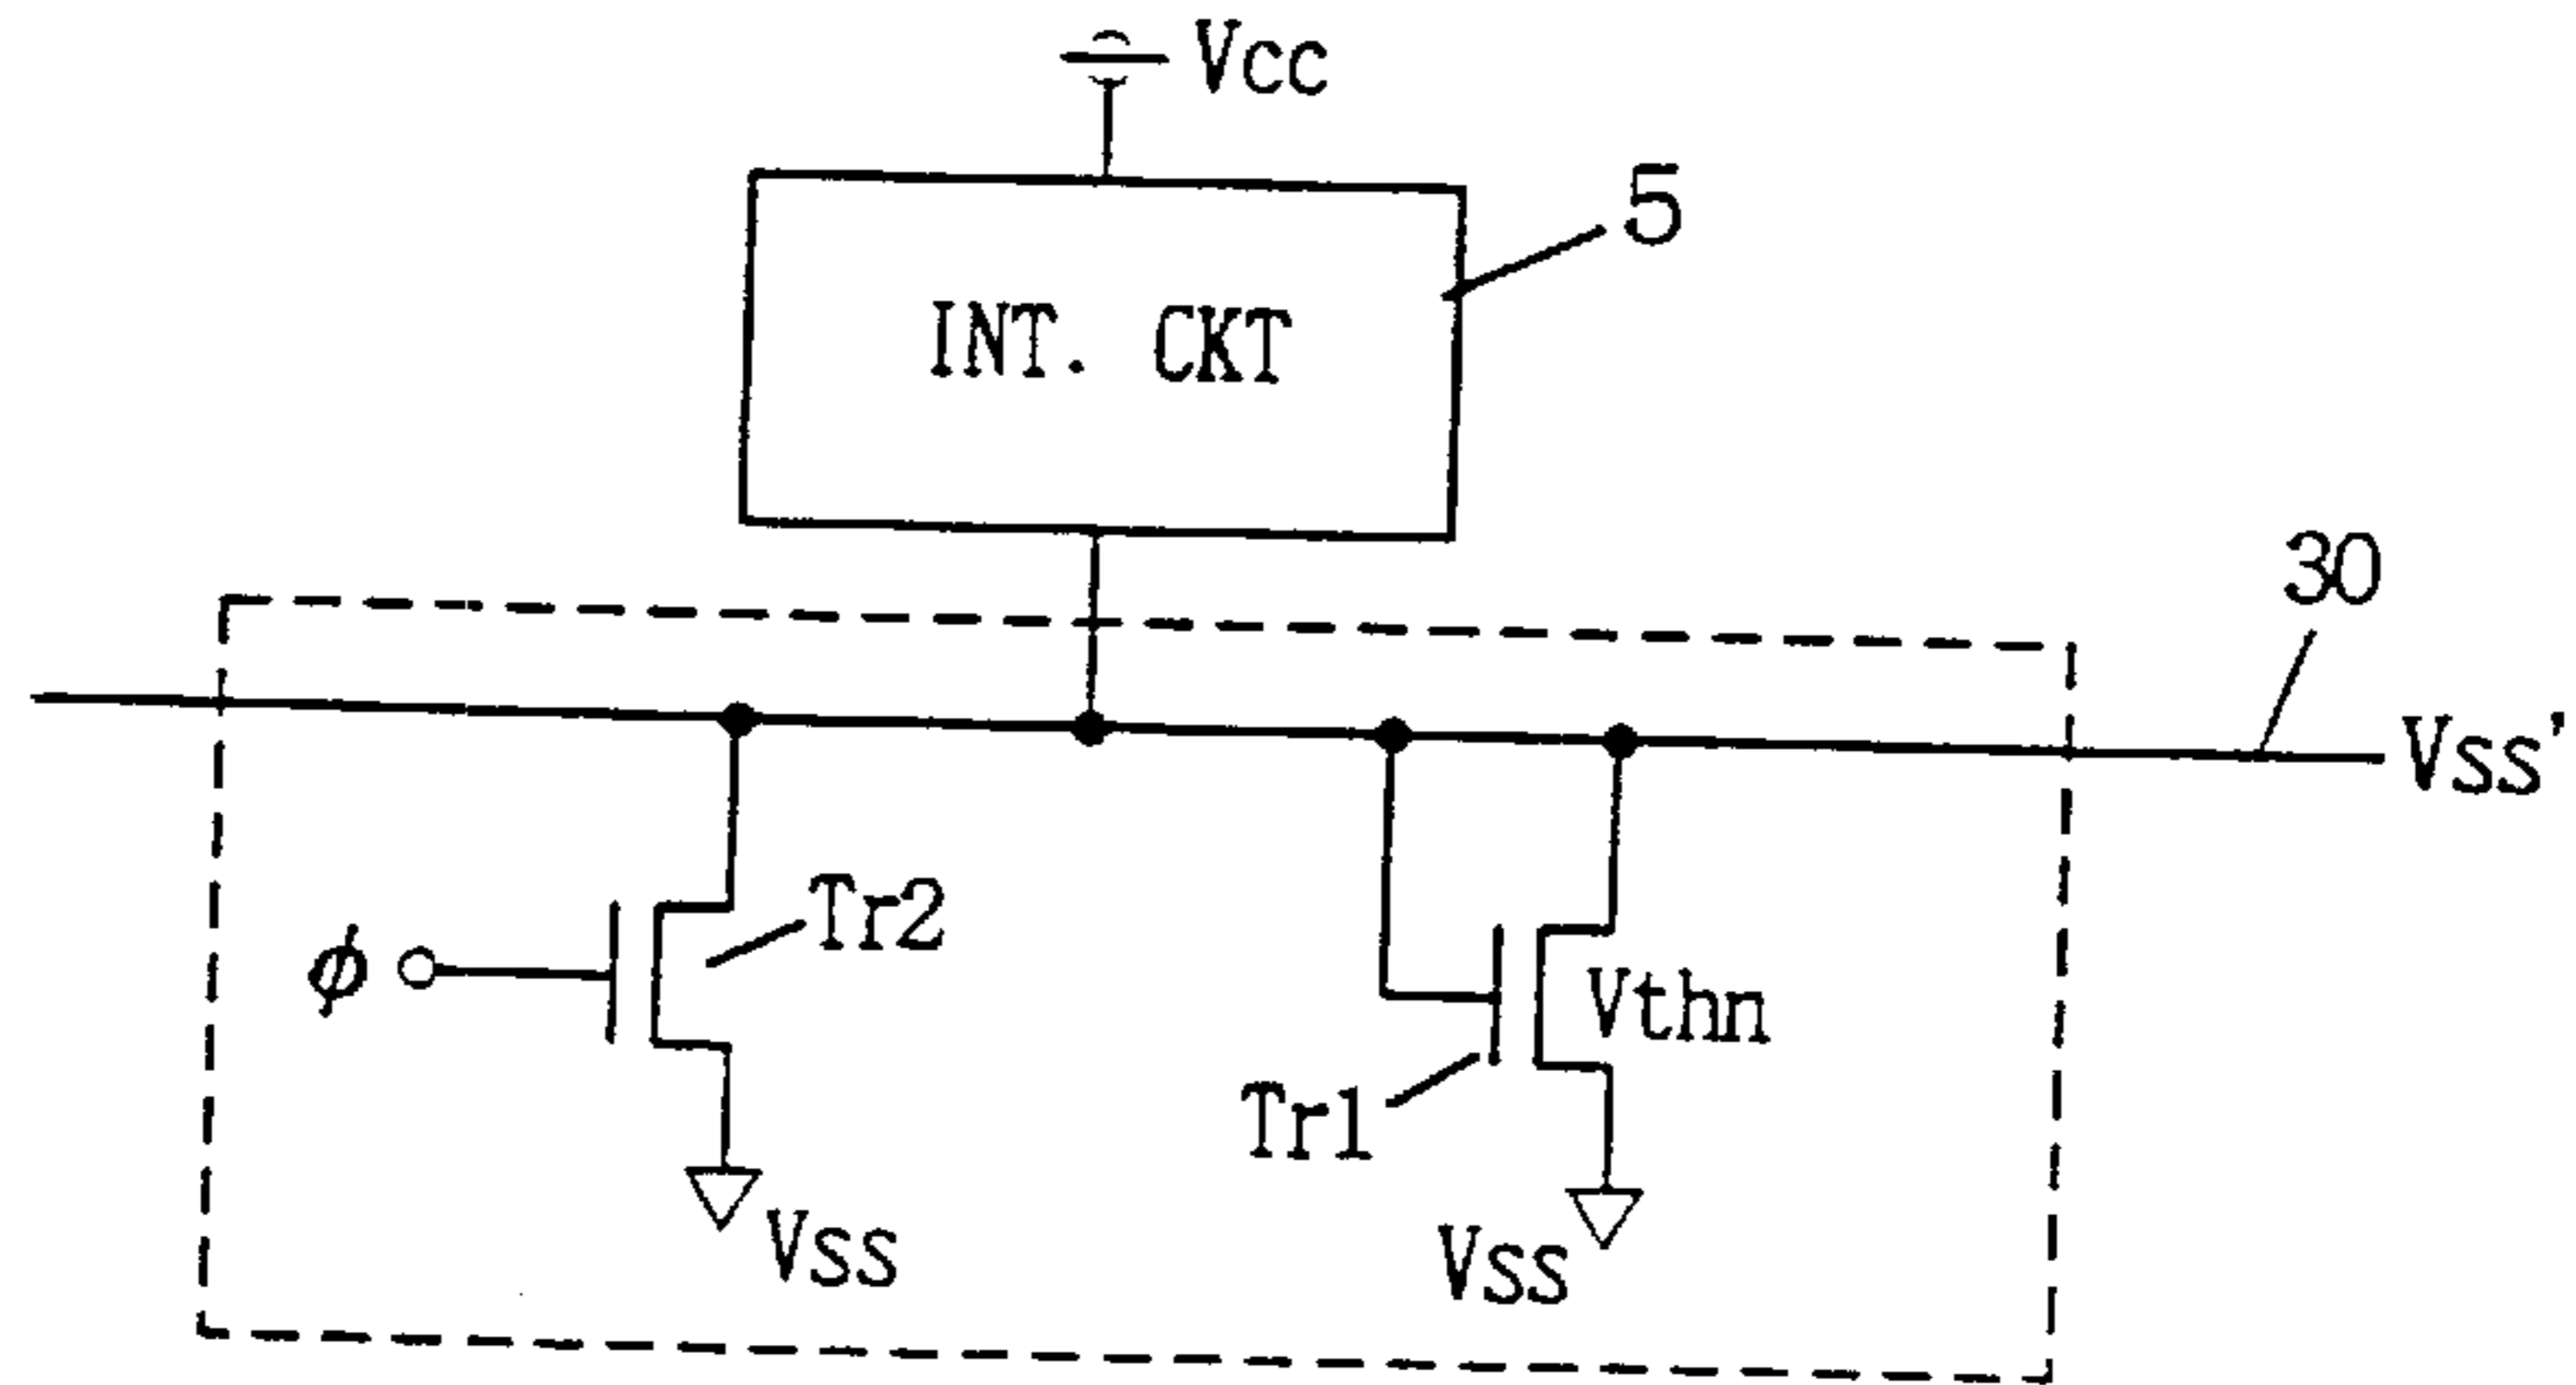 Vcc
5
INT. CKT
30
Vss'
Tr2
ϕ
Vthn
Tr1
Vss
Vss